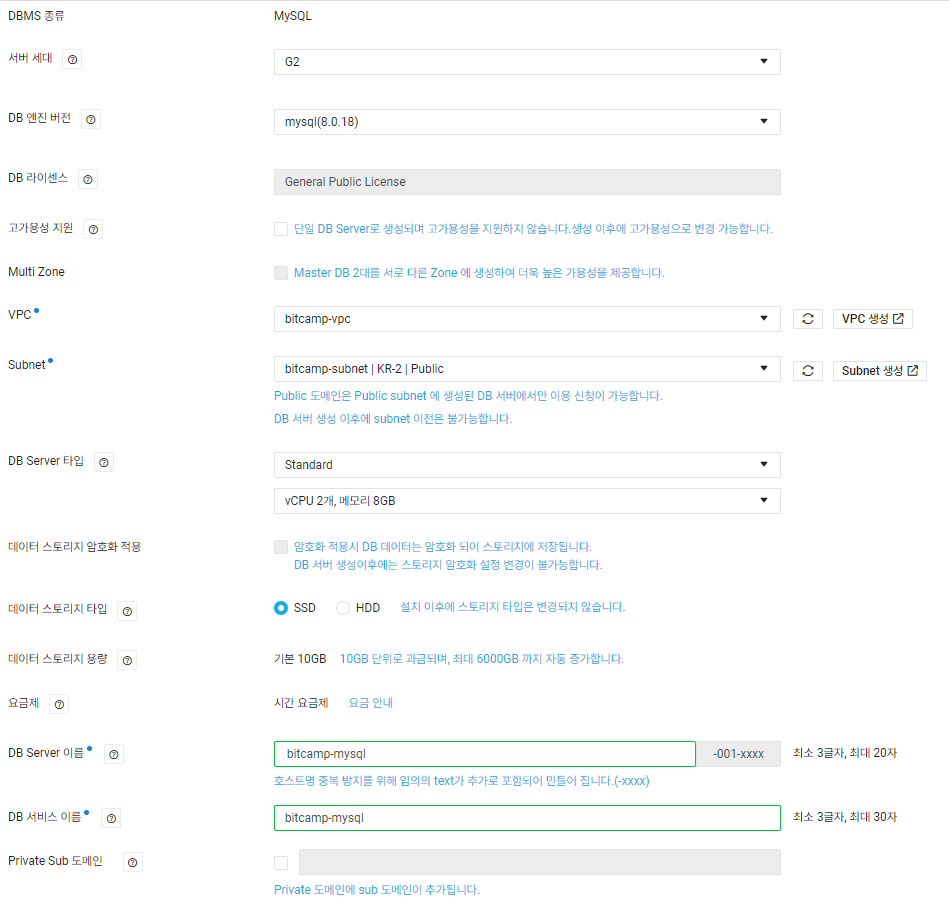 DBMS 종류 MySQL
서버 세대 G2
DB 엔진 버전 mysql(8.0.18)
DB 라이센스 General Public License
고가용성 지원 단일 DB Server로 생성되며 고가용성을 지원하지 않습니다.생성 이후에 고가용성으로 변경 가능합니다.
Multi Zone Master DB 2대를 서로 다른 Zone 에 생성하여 더욱 높은 가용성을 제공합니다.
VPC bitcamp-vpc VPC 생성
Subnet bitcamp-subnet | KR-2 | Public Subnet 생성
Public 도메인은 Public subnet 에 생성된 DB 서버에서만 이용 신청이 가능합니다.
DB 서버 생성 이후에 subnet 이전은 불가능합니다.
DB Server 타입 Standard
vCPU 2개, 메모리 8GB
데이터 스토리지 암호화 적용 암호화 적용시 DB 데이터는 암호화 되어 스토리지에 저장됩니다.
DB 서버 생성이후에는 스토리지 암호화 설정 변경이 불가능합니다.
데이터 스토리지 타입 SSD HDD 설치 이후에 스토리지 타입은 변경되지 않습니다.
데이터 스토리지 용량 기본 10GB 10GB 단위로 과금되며, 최대 6000GB 까지 자동 증가합니다.
요금제 시간 요금제 요금 안내
DB Server 이름 bitcamp-mysql -001-xxxx 최소 3글자, 최대 20자
호스트명 중복 방지를 위해 임의의 text가 추가로 포함되어 만들어 집니다.(-xxxx)
DB 서비스 이름 bitcamp-mysql 최소 3글자, 최대 30자
Private Sub 도메인
Private 도메인에 sub 도메인이 추가됩니다.